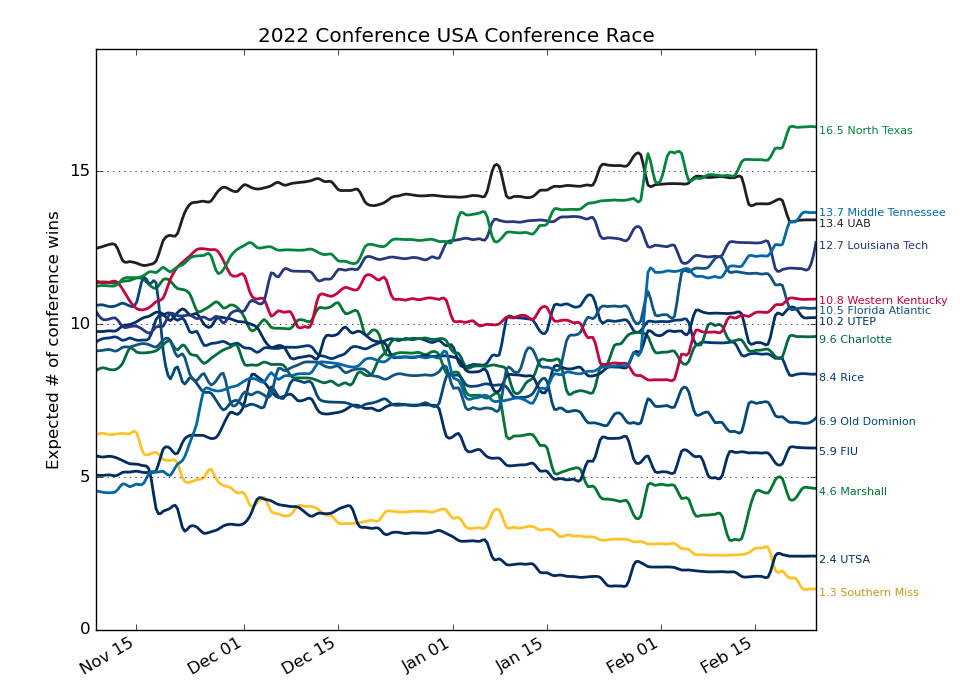 2022 Conference USA Conference Race
Expected # of conference wins
15
10
5
0
Nov 15
Dec 01
Dec 15
Jan 01
Jan 15
Feb 01
Feb 15
16.5 North Texas
13.7 Middle Tennessee
13.4 UAB
12.7 Louisiana Tech
10.8 Western Kentucky
10.5 Florida Atlantic
10.2 UTEP
9.6 Charlotte
8.4 Rice
6.9 Old Dominion
5.9 FIU
4.6 Marshall
2.4 UTSA
1.3 Southern Miss